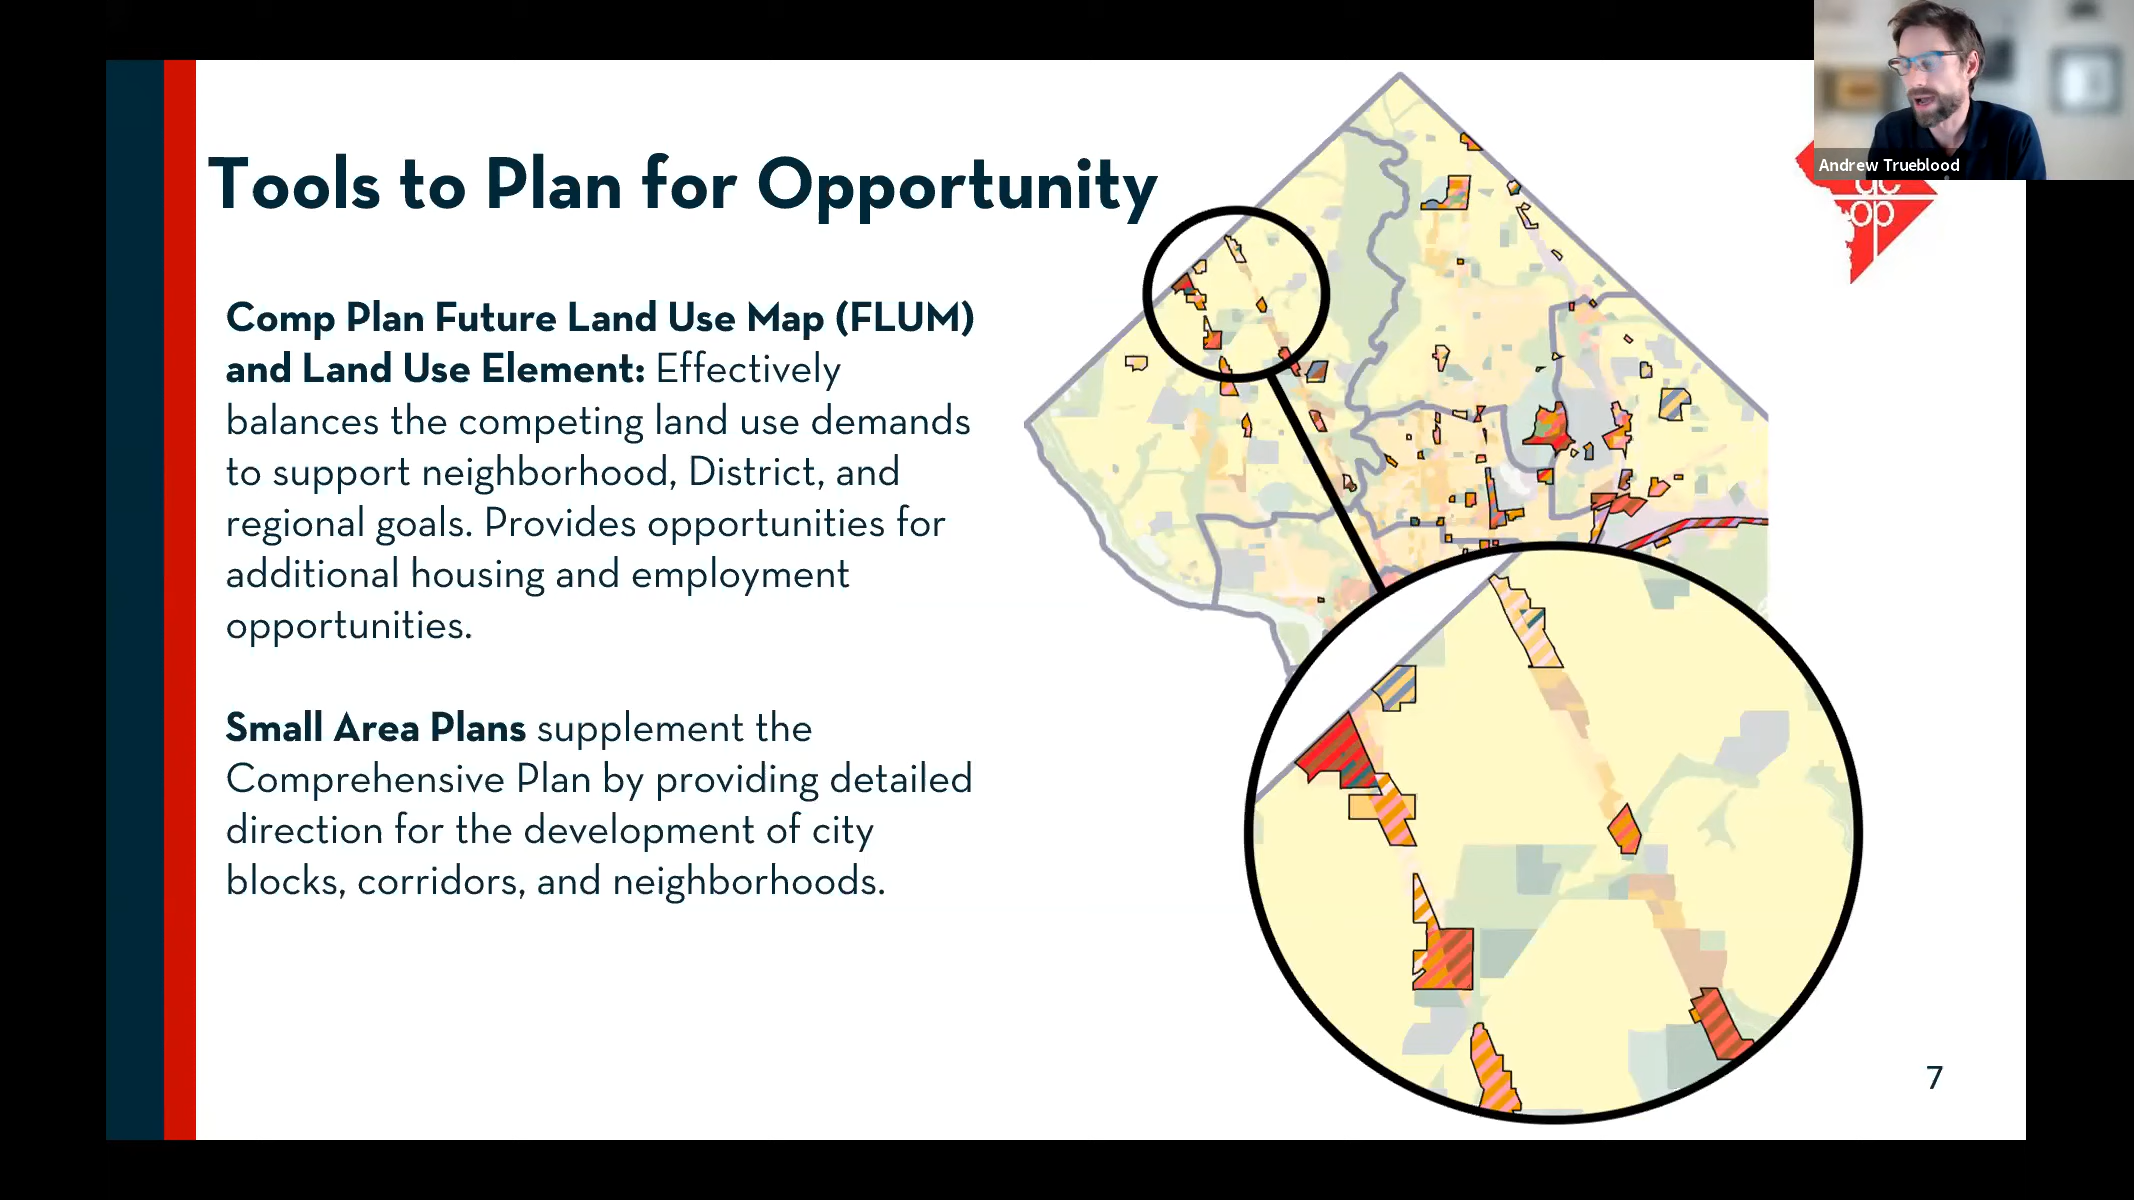 Tools to Plan for Opportunity
Comp Plan Future Land Use Map (FLUM)
and Land Use Element: Effectively
balances the competing land use demands
to support neighborhood, District, and
regional goals. Provides opportunities for
additional housing and employment
opportunities.
Small Area Plans supplement the
Comprehensive Plan by providing detailed
direction for the development of city
blocks, corridors, and neighborhoods.
Andrew Trueblood
dc
op
7